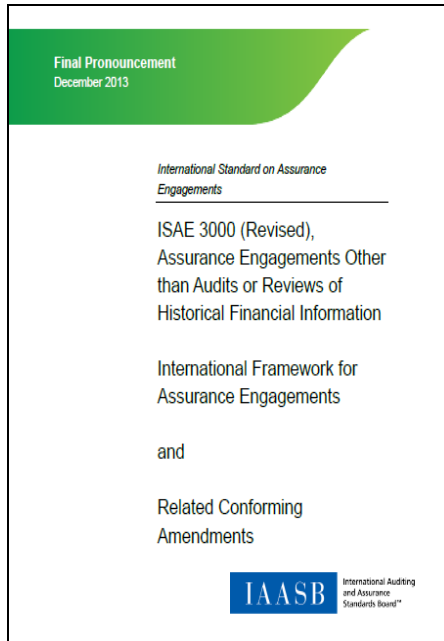 Final Pronouncement
December 2013
International Standard on Assurance
Engagements
ISAE 3000 (Revised),
Assurance Engagements Other
than Audits or Reviews of
Historical Financial Information
International Framework for
Assurance Engagements
and
Related Conforming
Amendments
IAASB
International Auditing
and Assurance
Standards Board™